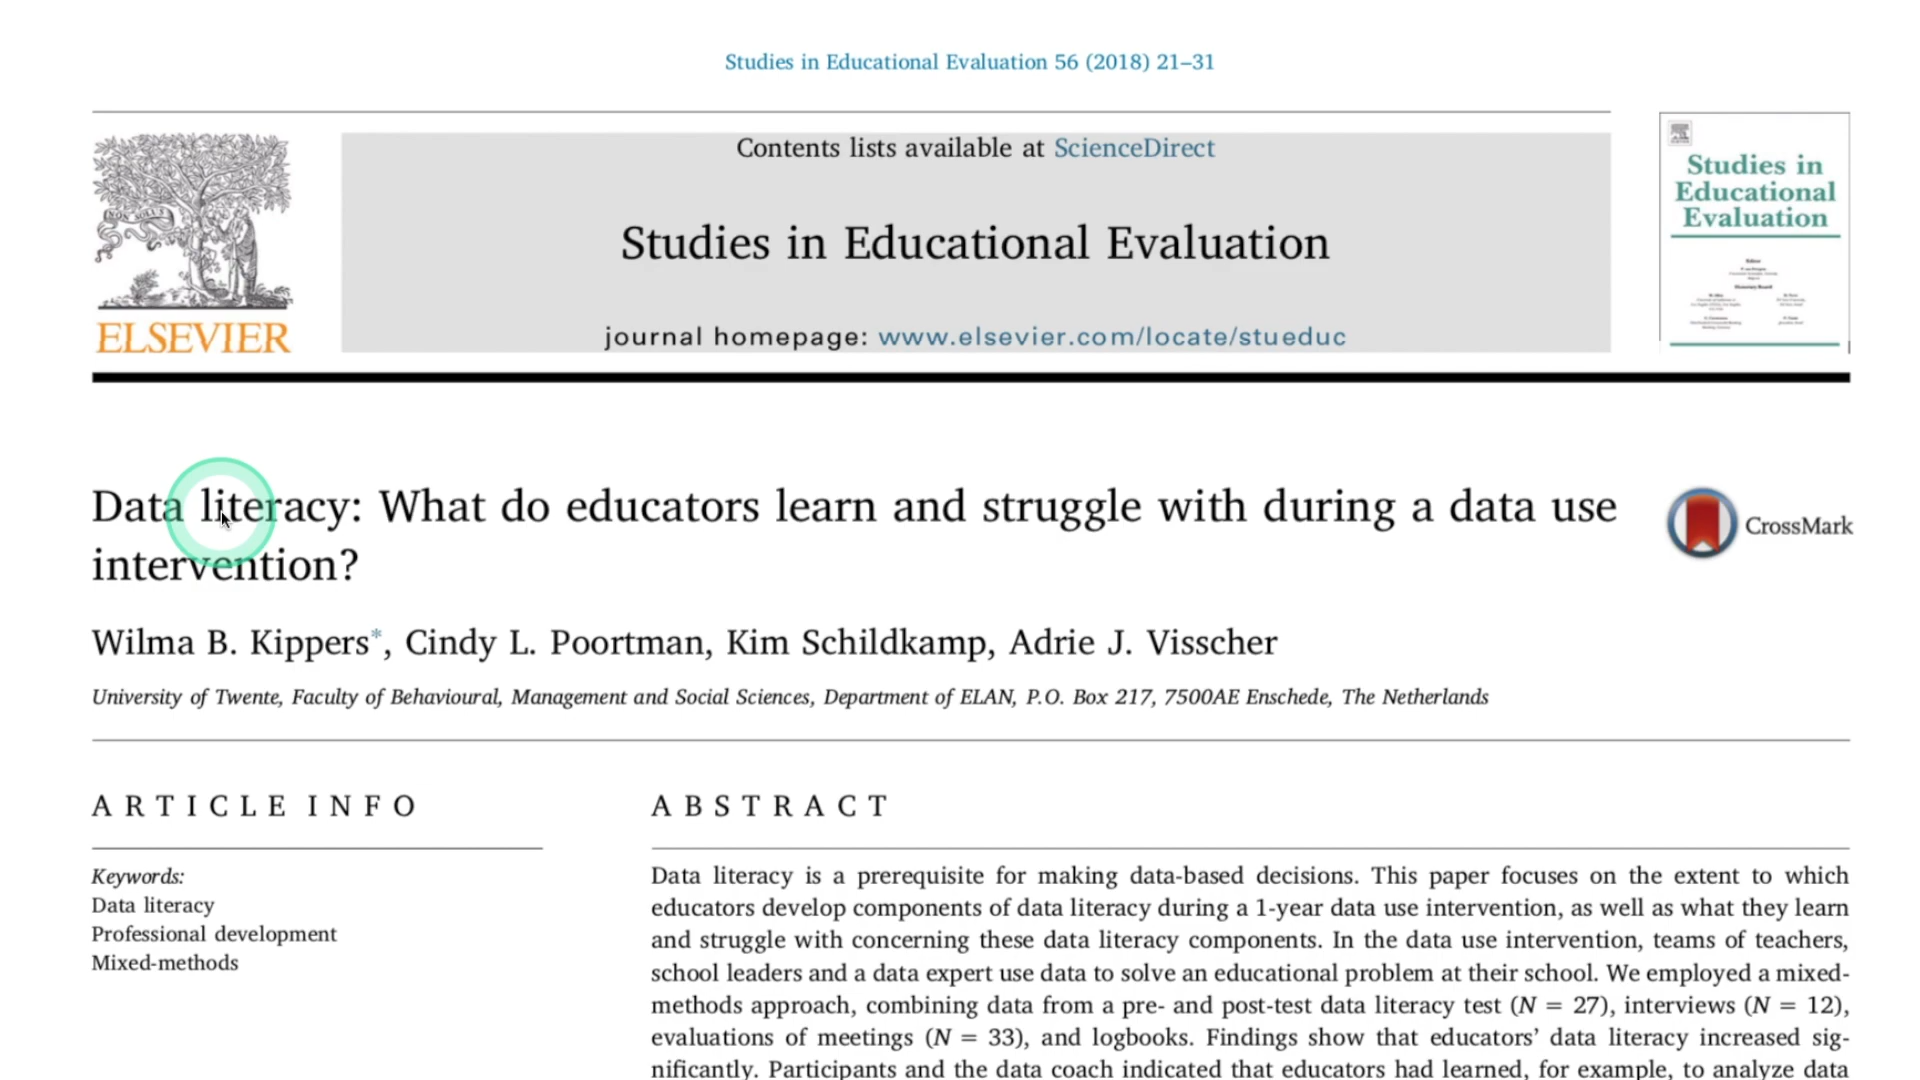 Studies in Educational Evaluation 56 (2018) 21–31
NON SOLUS
ELSEVIER
Contents lists available at ScienceDirect
Studies in Educational Evaluation
journal homepage: www.elsevier.com/locate/stueduc
Studies in
Educational
Evaluation
Data literacy: What do educators learn and struggle with during a data use
intervention?
CrossMark
Wilma B. Kippers*, Cindy L. Poortman, Kim Schildkamp, Adrie J. Visscher
University of Twente, Faculty of Behavioural, Management and Social Sciences, Department of ELAN, P.O. Box 217, 7500AE Enschede, The Netherlands
ARTICLE INFO
Keywords:
Data literacy
Professional development
Mixed-methods
ABSTRACT
Data literacy is a prerequisite for making data-based decisions. This paper focuses on the extent to which
educators develop components of data literacy during a 1-year data use intervention, as well as what they learn
and struggle with concerning these data literacy components. In the data use intervention, teams of teachers,
school leaders and a data expert use data to solve an educational problem at their school. We employed a mixed-
methods approach, combining data from a pre- and post-test data literacy test (N = 27), interviews (N = 12),
evaluations of meetings (N = 33), and logbooks. Findings show that educators’ data literacy increased sig-
nificantly. Participants and the data coach indicated that educators had learned, for example, to analyze data